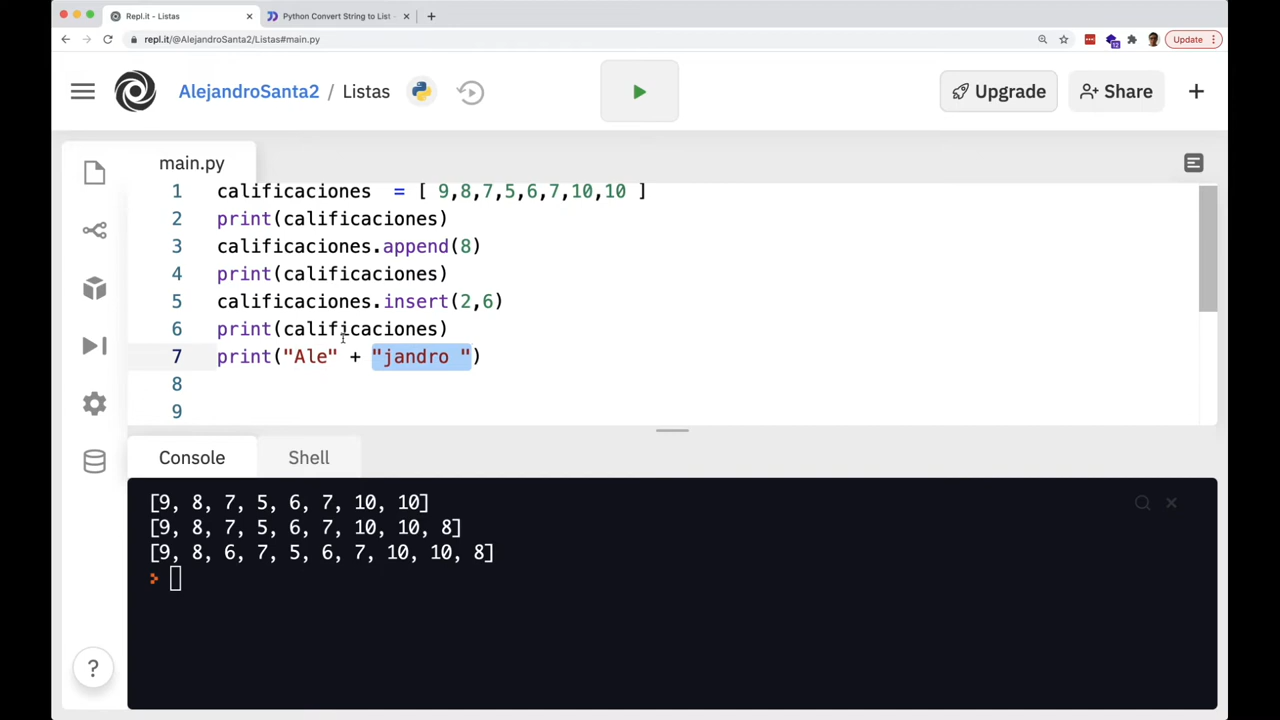 Repl.it - Listas
Python Convert String to List
repl.it/@AlejandroSanta2/Listas#main.py
12
Update
AlejandroSanta2 / Listas
Upgrade
Share
main.py
1 calificaciones = [ 9,8,7,5,6,7,10,10 ]
2 print(calificaciones)
3 calificaciones.append(8)
4 print(calificaciones)
5 calificaciones.insert(2,6)
6 print(calificaciones)
7 print("Ale" + "jandro ")
8
9
Console
Shell
[9, 8, 7, 5, 6, 7, 10, 10]
[9, 8, 7, 5, 6, 7, 10, 10, 8]
[9, 8, 6, 7, 5, 6, 7, 10, 10, 8]
?